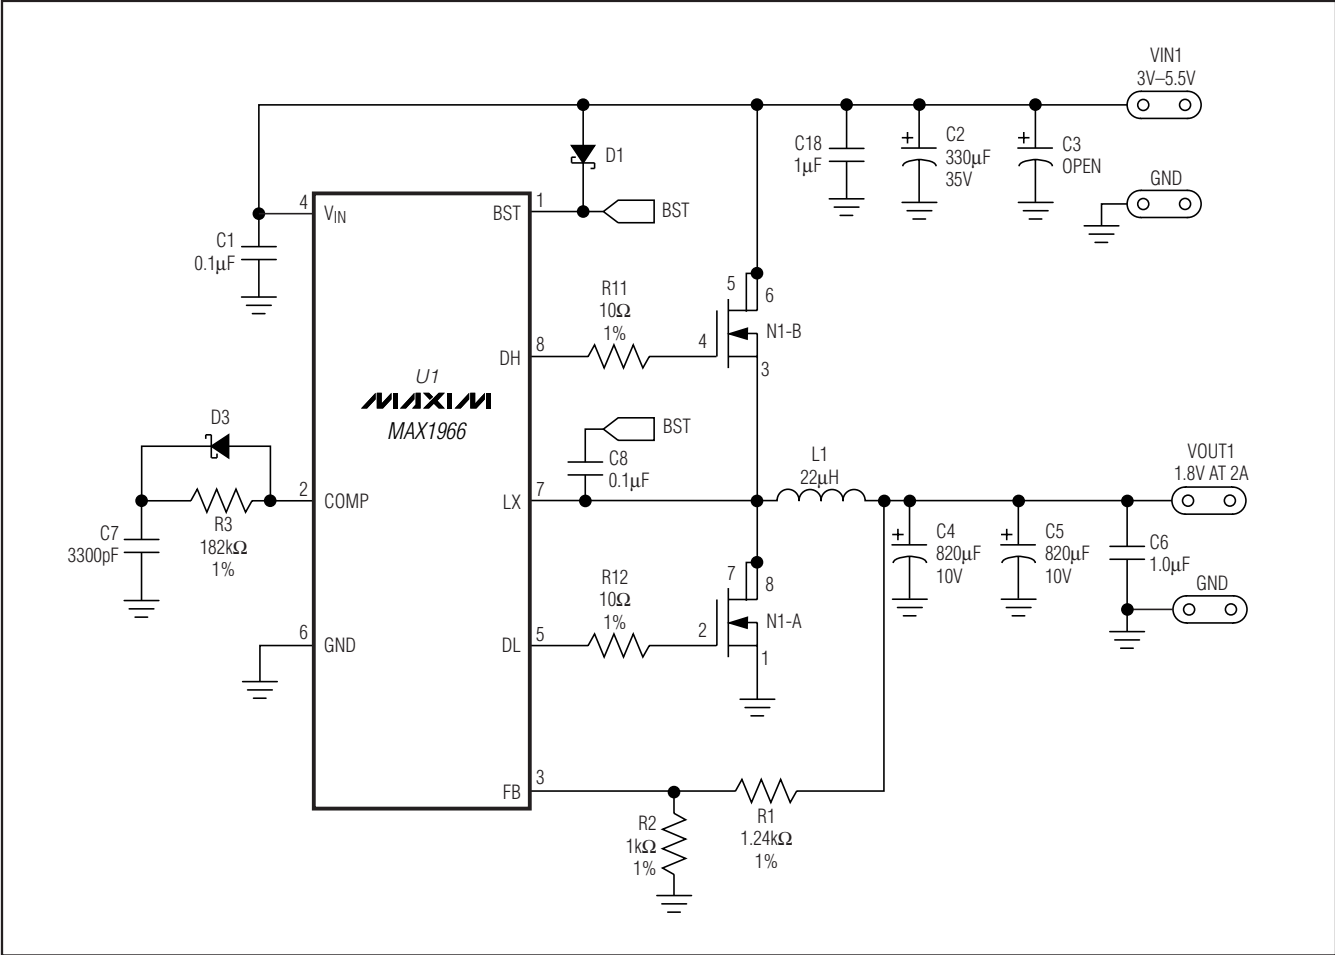 VIN1
3V–5.5V
C18
1µF
+
C2
330µF
35V
+
C3
OPEN
GND
D1
4
VIN
BST
1
BST
C1
0.1µF
R11
10Ω
1%
5
6
4
N1-B
3
DH
8
U1
MAXIM
MAX1966
D3
BST
C8
0.1µF
L1
22µH
VOUT1
1.8V AT 2A
2
COMP
LX
7
R3
182kΩ
1%
C7
3300pF
+
C4
820µF
10V
+
C5
820µF
10V
C6
1.0µF
GND
R12
10Ω
1%
7
8
2
N1-A
1
6
GND
DL
5
FB
3
R2
1kΩ
1%
R1
1.24kΩ
1%